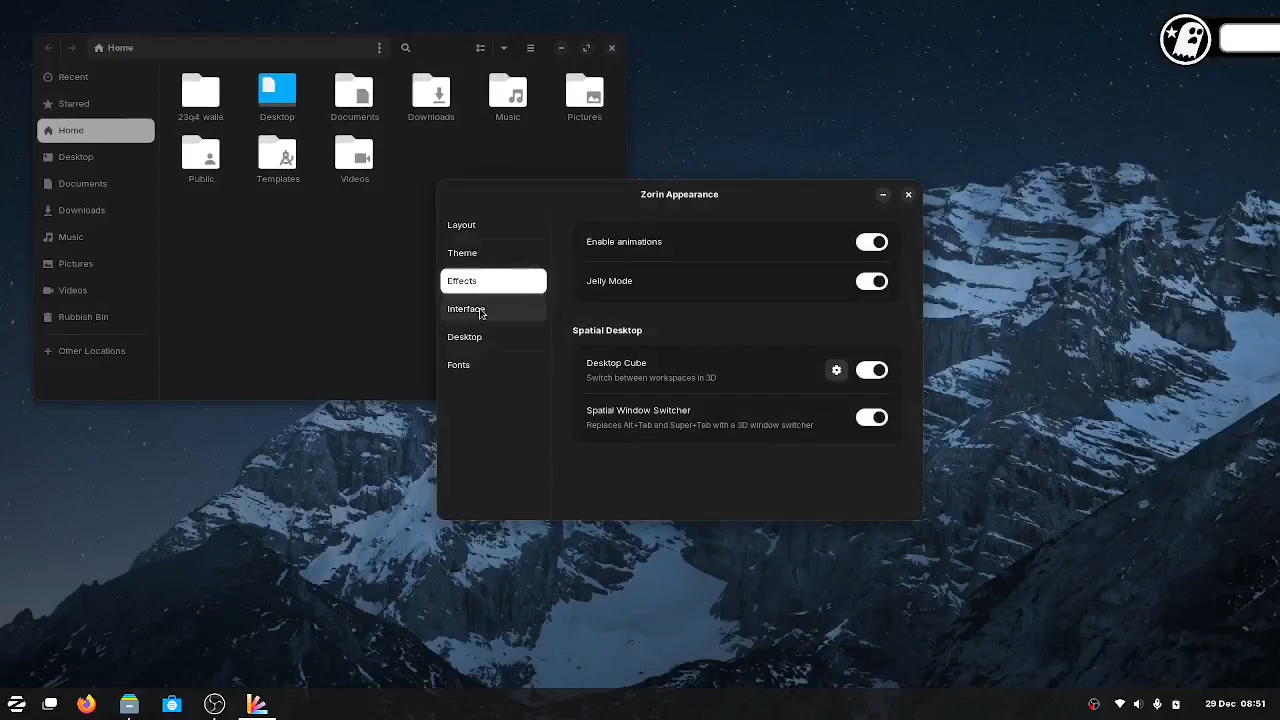 Home
Recent
Starred
Home
Desktop
Documents
Downloads
Music
Pictures
Videos
Rubbish Bin
Other Locations
23q4 walls
Desktop
Documents
Downloads
Music
Pictures
Public
Templates
Videos
Zorin Appearance
Layout
Theme
Effects
Interface
Desktop
Fonts
Enable animations
Jelly Mode
Spatial Desktop
Desktop Cube
Switch between workspaces in 3D
Spatial Window Switcher
Replaces Alt+Tab and Super+Tab with a 3D window switcher
29 Dec 08:51